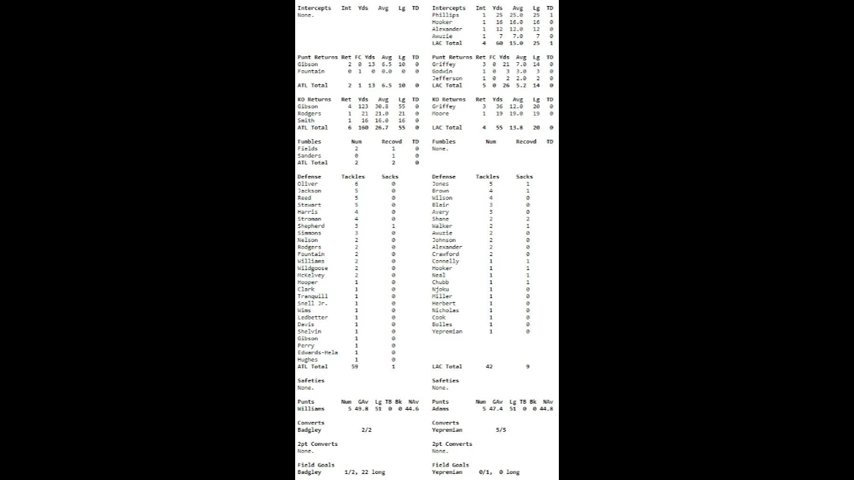 Intercepts Int Yds Avg Lg TD Intercepts Int Yds Avg Lg TD
None. Phillips 1 25 25.0 25 1
Hooker 1 16 16.0 16 0
Alexander 1 12 12.0 12 0
Awuzie 1 7 7.0 7 0
LAC Total 4 60 15.0 25 1
Punt Returns Ret FC Yds Avg Lg TD Punt Returns Ret FC Yds Avg Lg TD
Gibson 2 0 13 6.5 10 0 Griffey 3 0 21 7.0 14 0
Fountain 0 1 0 0.0 0 0 Godwin 1 0 3 3.0 3 0
Jefferson 1 0 2 2.0 2 0
ATL Total 2 1 13 6.5 10 0 LAC Total 5 0 26 5.2 14 0
KO Returns Ret Yds Avg Lg TD KO Returns Ret Yds Avg Lg TD
Gibson 4 123 30.8 55 0 Griffey 3 36 12.0 20 0
Rodgers 1 21 21.0 21 0 Moore 1 19 19.0 19 0
Smith 1 16 16.0 16 0
ATL Total 6 160 26.7 55 0 LAC Total 4 55 13.8 20 0
Fumbles Num Recovd TD Fumbles Num Recovd TD
Fields 2 1 0 None.
Sanders 0 1 0
ATL Total 2 2 0
Defense Tackles Sacks Defense Tackles Sacks
Oliver 6 0 Jones 5 1
Jackson 5 0 Brown 4 1
Reed 5 0 Wilson 4 0
Stewart 5 0 Blair 3 0
Harris 4 0 Avery 3 0
Stroman 4 0 Shane 2 2
Shepherd 3 1 Walker 2 1
Simmons 3 0 Awuzie 2 0
Nelson 2 0 Johnson 2 0
Rodgers 2 0 Alexander 2 0
Fountain 2 0 Crawford 2 0
Williams 2 0 Connelly 1 1
Wildgoose 2 0 Hooker 1 1
McKelvey 2 0 Neal 1 1
Hooper 1 0 Chubb 1 1
Clark 1 0 Njoku 1 0
Tranquill 1 0 Miller 1 0
Snell Jr. 1 0 Herbert 1 0
Wims 1 0 Nicholas 1 0
Ledbetter 1 0 Cook 1 0
Davis 1 0 Bolles 1 0
Shelvin 1 0 Yepremian 1 0
Gibson 1 0
Perry 1 0
Edwards-Hela 1 0
Hughes 1 0
ATL Total 59 1 LAC Total 42 9
Safeties Safeties
None. None.
Punts Num GAv Lg TB Bk NAv Punts Num GAv Lg TB Bk NAv
Williams 5 49.8 51 0 0 44.6 Adams 5 47.4 51 0 0 44.8
Converts Converts
Badgley 2/2 Yepremian 5/5
2pt Converts 2pt Converts
None. None.
Field Goals Field Goals
Badgley 1/2, 22 long Yepremian 0/1, 0 long